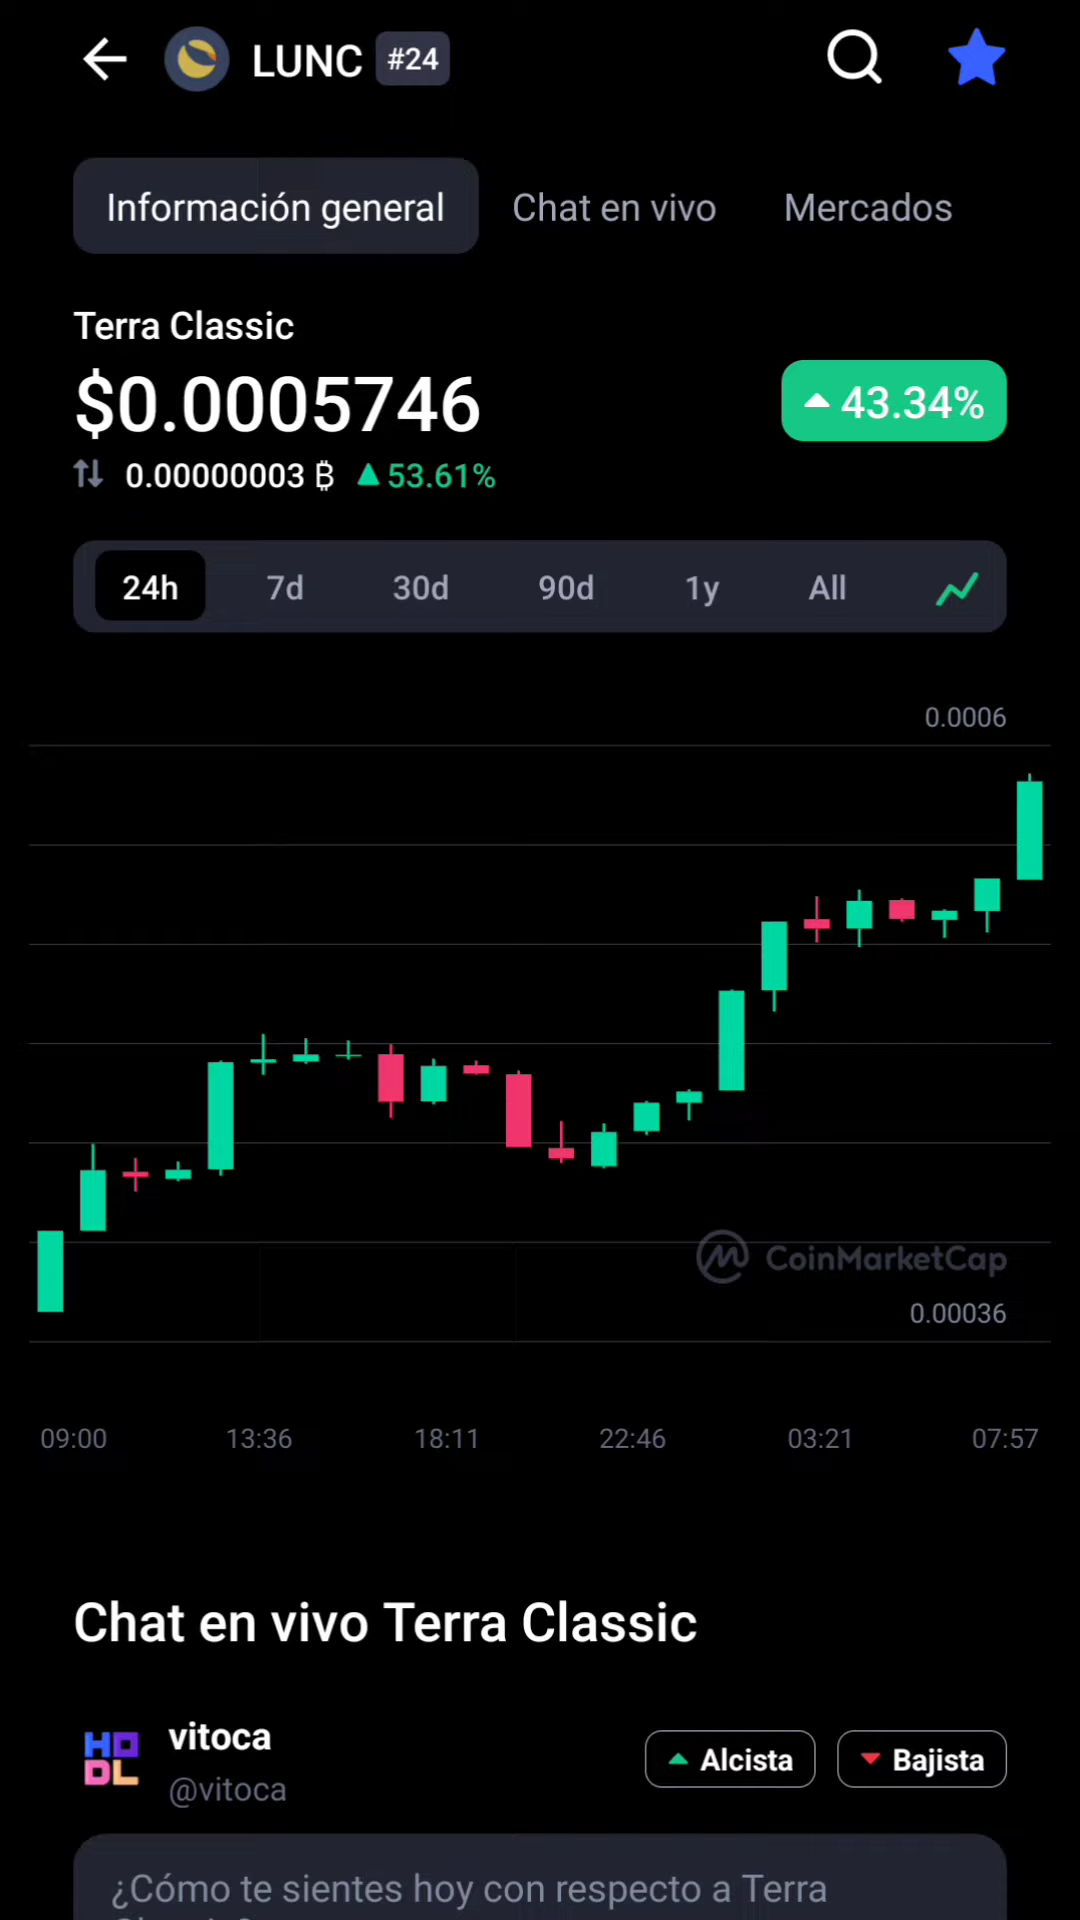 LUNC #24
Información general Chat en vivo Mercados
Terra Classic
$0.0005746
43.34%
0.00000003 ₿ 53.61%
24h 7d 30d 90d 1y All
0.0006
CoinMarketCap
0.00036
09:00 13:36 18:11 22:46 03:21 07:57
Chat en vivo Terra Classic
HODL
vitoca
@vitoca
Alcista Bajista
¿Cómo te sientes hoy con respecto a Terra